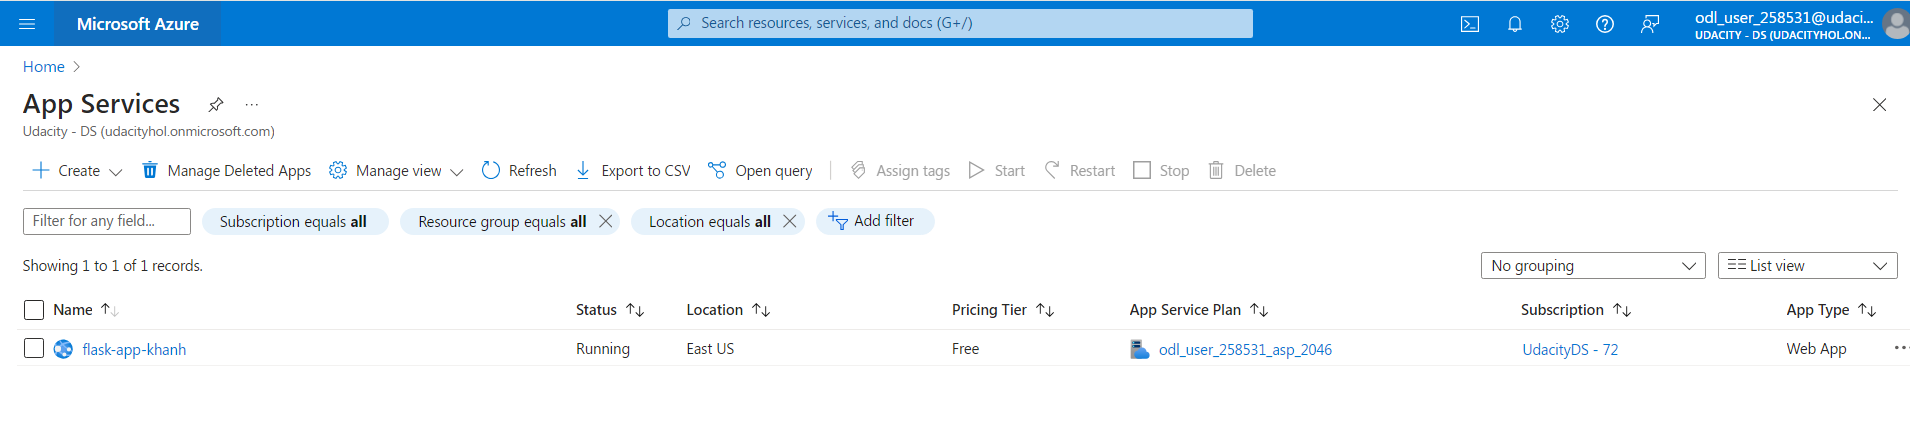 Microsoft Azure
Search resources, services, and docs (G+/)
odl_user_258531@udaci...
UDACITY - DS (UDACITYHOL.ON...
Home
App Services
Udacity - DS (udacityhol.onmicrosoft.com)
Create Manage Deleted Apps Manage view Refresh Export to CSV Open query Assign tags Start Restart Stop Delete
Filter for any field... Subscription equals all Resource group equals all Location equals all Add filter
Showing 1 to 1 of 1 records. No grouping List view
Name Status Location Pricing Tier App Service Plan Subscription App Type
flask-app-khanh Running East US Free odl_user_258531_asp_2046 UdacityDS - 72 Web App